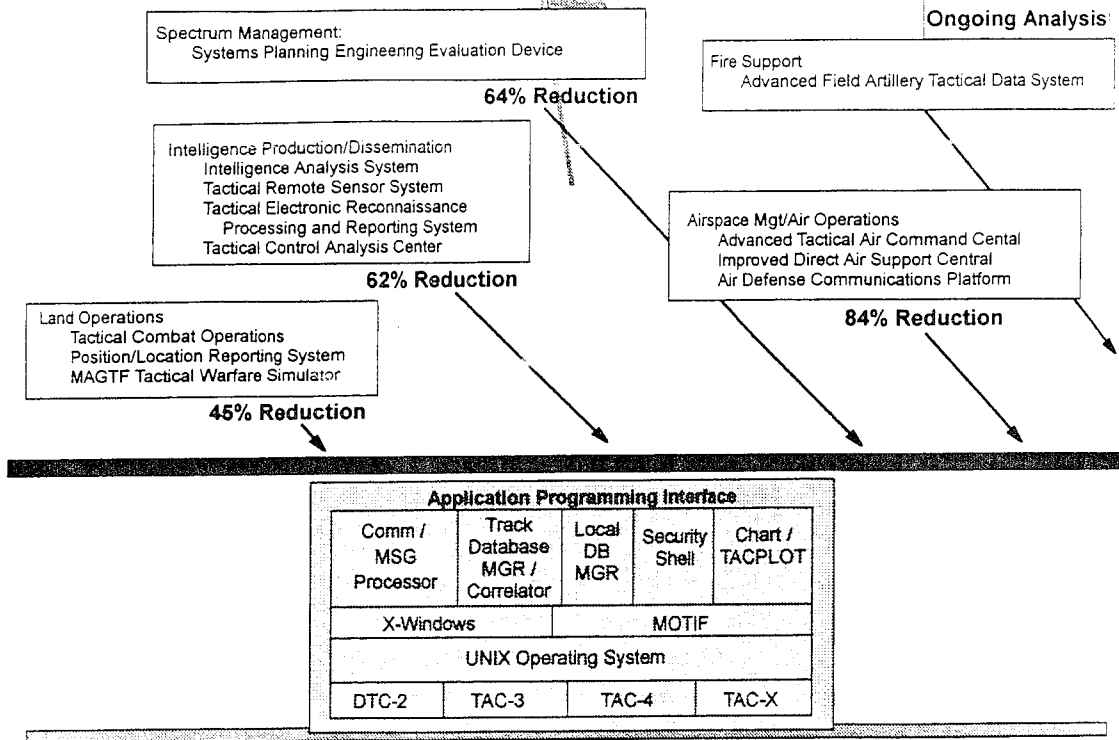 Ongoing Analysis
Spectrum Management:
Systems Planning Engineerng Evaluation Device
64% Reduction
Fire Support
Advanced Field Artillery Tactical Data System
Intelligence Production/Dissemination
Intelligence Analysis System
Tactical Remote Sensor System
Tactical Electronic Reconnaissance
Processing and Reporting System
Tactical Control Analysis Center
62% Reduction
Airspace Mgt/Air Operations
Advanced Tactical Air Command Cental
Improved Direct Air Support Central
Air Defense Communications Platform
84% Reduction
Land Operations
Tactical Combat Operations
Position/Location Reporting System
MAGTF Tactical Warfare Simulator
45% Reduction
Application Programming Interface
Comm /
MSG
Processor
Track
Database
MGR /
Correlator
Local
DB
MGR
Security
Shell
Chart /
TACPLOT
X-Windows
MOTIF
UNIX Operating System
DTC-2
TAC-3
TAC-4
TAC-X